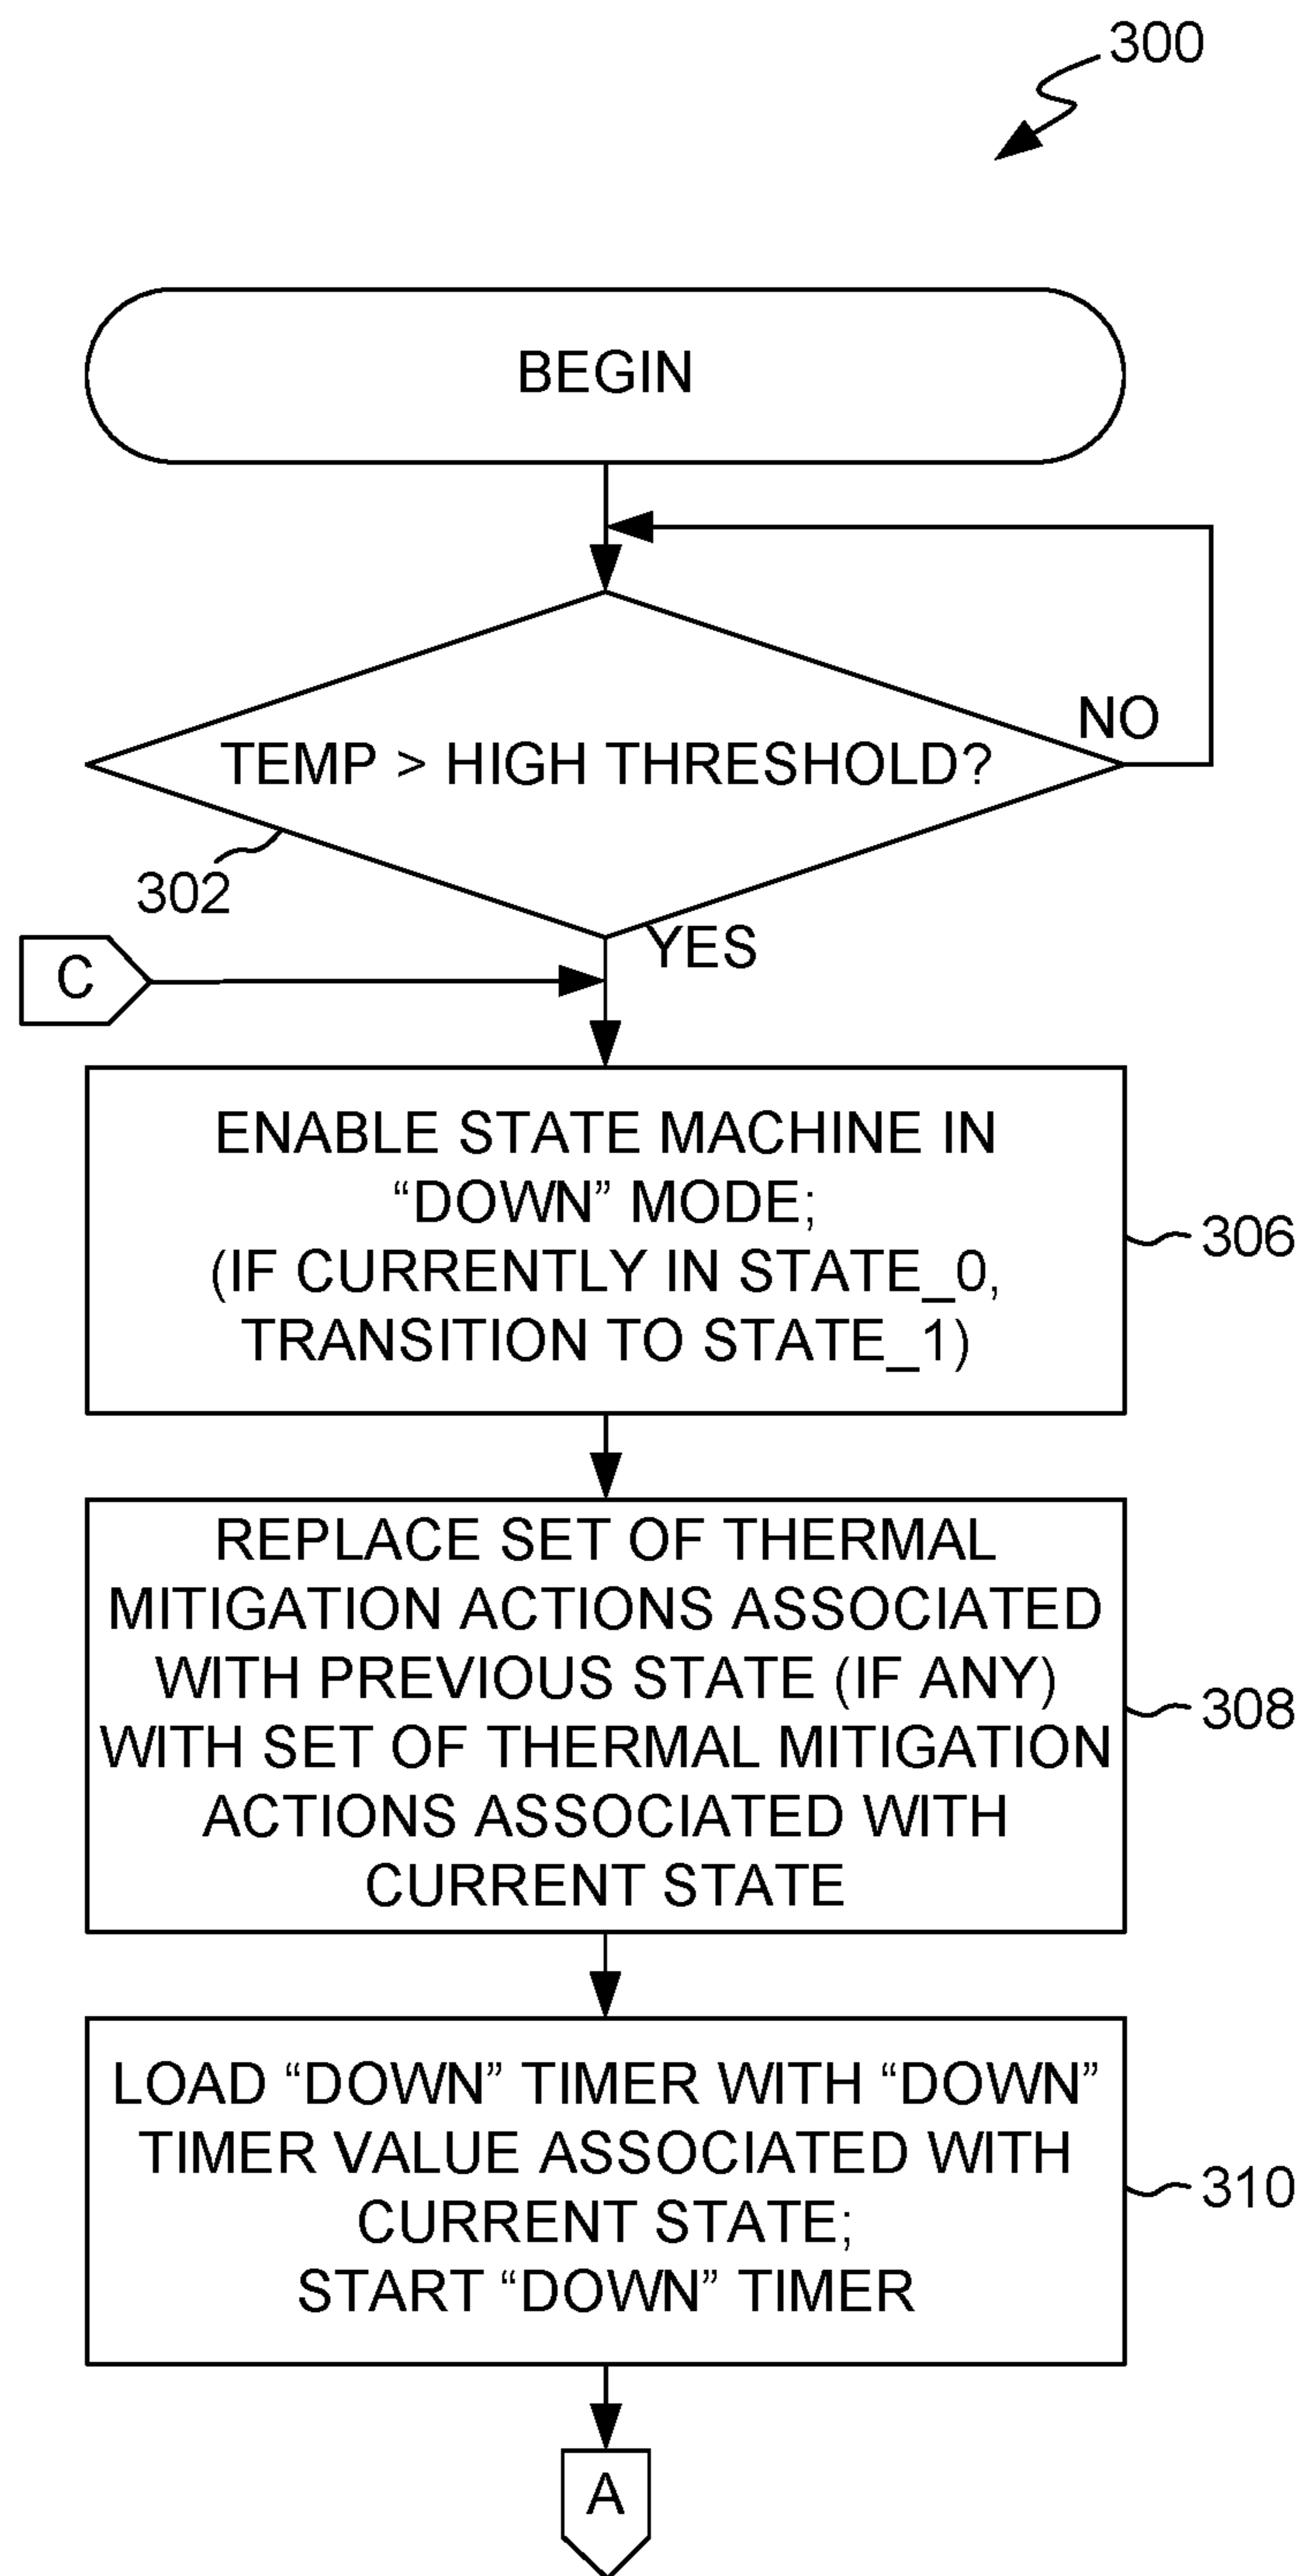 300
BEGIN
NO
TEMP > HIGH THRESHOLD?
302
YES
C
ENABLE STATE MACHINE IN
“DOWN” MODE;
(IF CURRENTLY IN STATE_0,
TRANSITION TO STATE_1)
306
REPLACE SET OF THERMAL
MITIGATION ACTIONS ASSOCIATED
WITH PREVIOUS STATE (IF ANY)
WITH SET OF THERMAL MITIGATION
ACTIONS ASSOCIATED WITH
CURRENT STATE
308
LOAD “DOWN” TIMER WITH “DOWN”
TIMER VALUE ASSOCIATED WITH
CURRENT STATE;
START “DOWN” TIMER
310
A